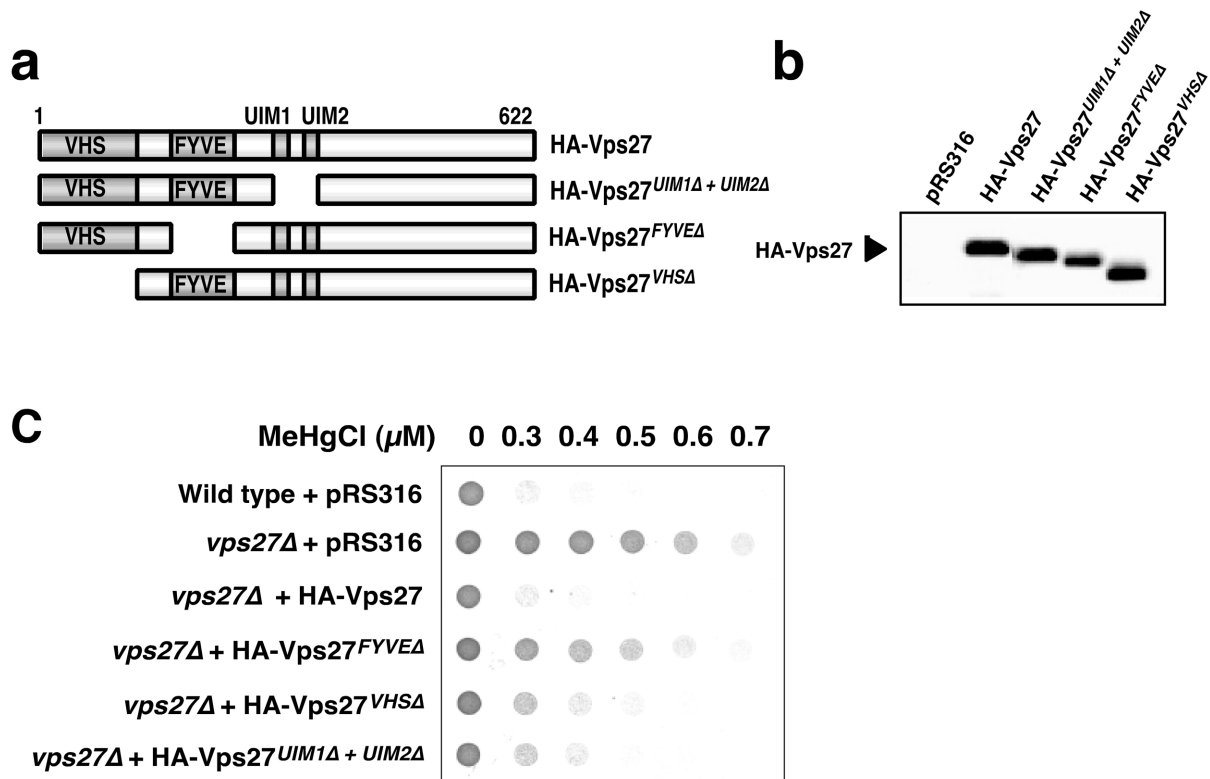 a
1 UIM1 UIM2 622
VHS FYVE HA-Vps27
VHS FYVE HA-Vps27UIM1Δ + UIM2Δ
VHS HA-Vps27FYVEΔ
FYVE HA-Vps27VHSΔ
b
pRS316
HA-Vps27
HA-Vps27UIM1Δ + UIM2Δ
HA-Vps27FYVEΔ
HA-Vps27VHSΔ
HA-Vps27
C
MeHgCl (μM) 0 0.3 0.4 0.5 0.6 0.7
Wild type + pRS316
vps27Δ + pRS316
vps27Δ + HA-Vps27
vps27Δ + HA-Vps27FYVEΔ
vps27Δ + HA-Vps27VHSΔ
vps27Δ + HA-Vps27UIM1Δ + UIM2Δ